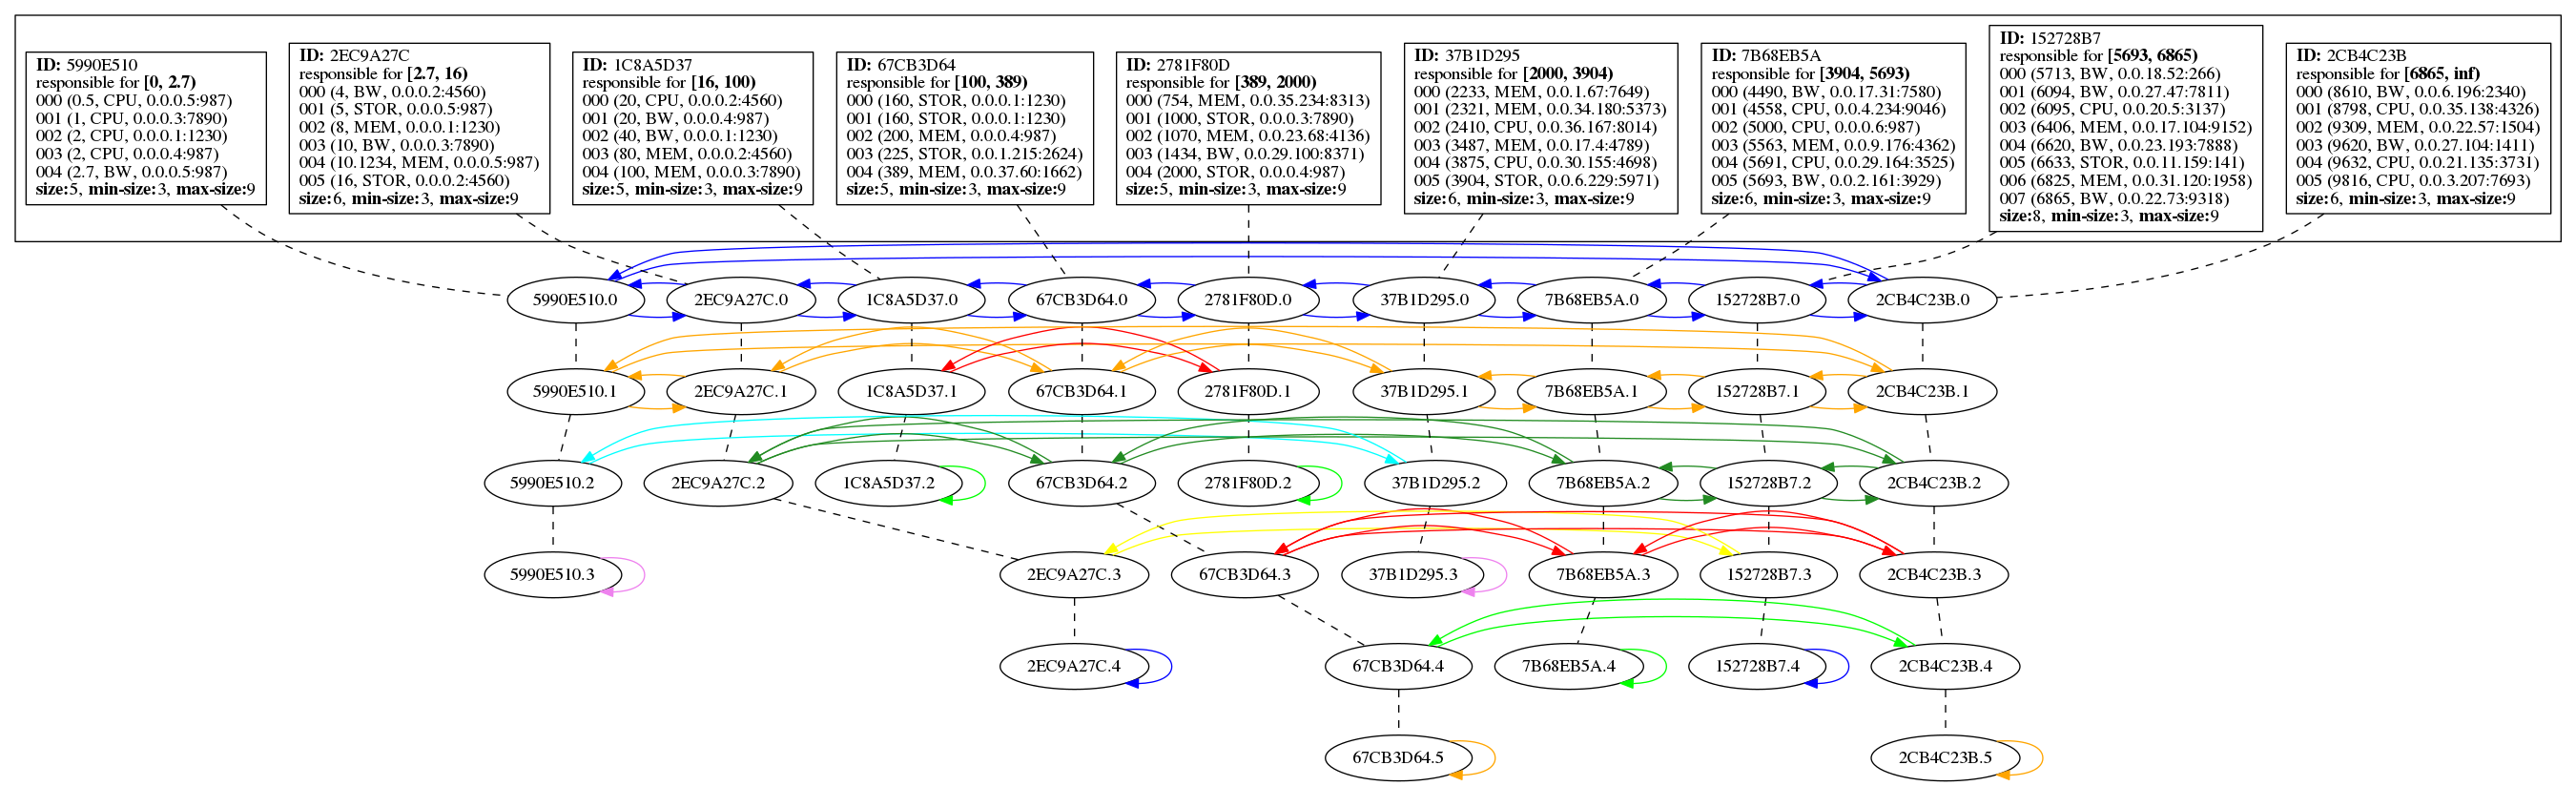 ID: 5990E510
responsible for [0, 2.7)
000 (0.5, CPU, 0.0.0.5:987)
001 (1, CPU, 0.0.0.3:7890)
002 (2, CPU, 0.0.0.1:1230)
003 (2, CPU, 0.0.0.4:987)
004 (2.7, BW, 0.0.0.5:987)
size:5, min-size:3, max-size:9
ID: 2EC9A27C
responsible for [2.7, 16)
000 (4, BW, 0.0.0.2:4560)
001 (5, STOR, 0.0.0.5:987)
002 (8, MEM, 0.0.0.1:1230)
003 (10, BW, 0.0.0.3:7890)
004 (10.1234, MEM, 0.0.0.5:987)
005 (16, STOR, 0.0.0.2:4560)
size:6, min-size:3, max-size:9
ID: 1C8A5D37
responsible for [16, 100)
000 (20, CPU, 0.0.0.2:4560)
001 (20, BW, 0.0.0.4:987)
002 (40, BW, 0.0.0.1:1230)
003 (80, MEM, 0.0.0.2:4560)
004 (100, MEM, 0.0.0.3:7890)
size:5, min-size:3, max-size:9
ID: 67CB3D64
responsible for [100, 389)
000 (160, STOR, 0.0.0.1:1230)
001 (160, STOR, 0.0.0.1:1230)
002 (200, MEM, 0.0.0.4:987)
003 (225, STOR, 0.0.1.215:2624)
004 (389, MEM, 0.0.37.60:1662)
size:5, min-size:3, max-size:9
ID: 2781F80D
responsible for [389, 2000)
000 (754, MEM, 0.0.35.234:8313)
001 (1000, STOR, 0.0.0.3:7890)
002 (1070, MEM, 0.0.23.68:4136)
003 (1434, BW, 0.0.29.100:8371)
004 (2000, STOR, 0.0.0.4:987)
size:5, min-size:3, max-size:9
ID: 37B1D295
responsible for [2000, 3904)
000 (2233, MEM, 0.0.1.67:7649)
001 (2321, MEM, 0.0.34.180:5373)
002 (2410, CPU, 0.0.36.167:8014)
003 (3487, MEM, 0.0.17.4:4789)
004 (3875, CPU, 0.0.30.155:4698)
005 (3904, STOR, 0.0.6.229:5971)
size:6, min-size:3, max-size:9
ID: 7B68EB5A
responsible for [3904, 5693)
000 (4490, BW, 0.0.17.31:7580)
001 (4558, CPU, 0.0.4.234:9046)
002 (5000, CPU, 0.0.0.6:987)
003 (5563, MEM, 0.0.9.176:4362)
004 (5691, CPU, 0.0.29.164:3525)
005 (5693, BW, 0.0.2.161:3929)
size:6, min-size:3, max-size:9
ID: 152728B7
responsible for [5693, 6865)
000 (5713, BW, 0.0.18.52:266)
001 (6094, BW, 0.0.27.47:7811)
002 (6095, CPU, 0.0.20.5:3137)
003 (6406, MEM, 0.0.17.104:9152)
004 (6620, BW, 0.0.23.193:7888)
005 (6633, STOR, 0.0.11.159:141)
006 (6825, MEM, 0.0.31.120:1958)
007 (6865, BW, 0.0.22.73:9318)
size:8, min-size:3, max-size:9
ID: 2CB4C23B
responsible for [6865, inf)
000 (8610, BW, 0.0.6.196:2340)
001 (8798, CPU, 0.0.35.138:4326)
002 (9309, MEM, 0.0.22.57:1504)
003 (9620, BW, 0.0.27.104:1411)
004 (9632, CPU, 0.0.21.135:3731)
005 (9816, CPU, 0.0.3.207:7693)
size:6, min-size:3, max-size:9
5990E510.0 2EC9A27C.0 1C8A5D37.0 67CB3D64.0 2781F80D.0 37B1D295.0 7B68EB5A.0 152728B7.0 2CB4C23B.0
5990E510.1 2EC9A27C.1 1C8A5D37.1 67CB3D64.1 2781F80D.1 37B1D295.1 7B68EB5A.1 152728B7.1 2CB4C23B.1
5990E510.2 2EC9A27C.2 1C8A5D37.2 67CB3D64.2 2781F80D.2 37B1D295.2 7B68EB5A.2 152728B7.2 2CB4C23B.2
5990E510.3 2EC9A27C.3 67CB3D64.3 37B1D295.3 7B68EB5A.3 152728B7.3 2CB4C23B.3
2EC9A27C.4 67CB3D64.4 7B68EB5A.4 152728B7.4 2CB4C23B.4
67CB3D64.5 2CB4C23B.5